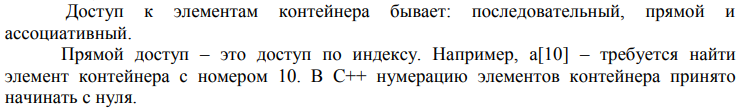 Доступ к элементам контейнера бывает: последовательный, прямой и
ассоциативный.
Прямой доступ – это доступ по индексу. Например, a[10] – требуется найти
элемент контейнера с номером 10. В С++ нумерацию элементов контейнера принято
начинать с нуля.